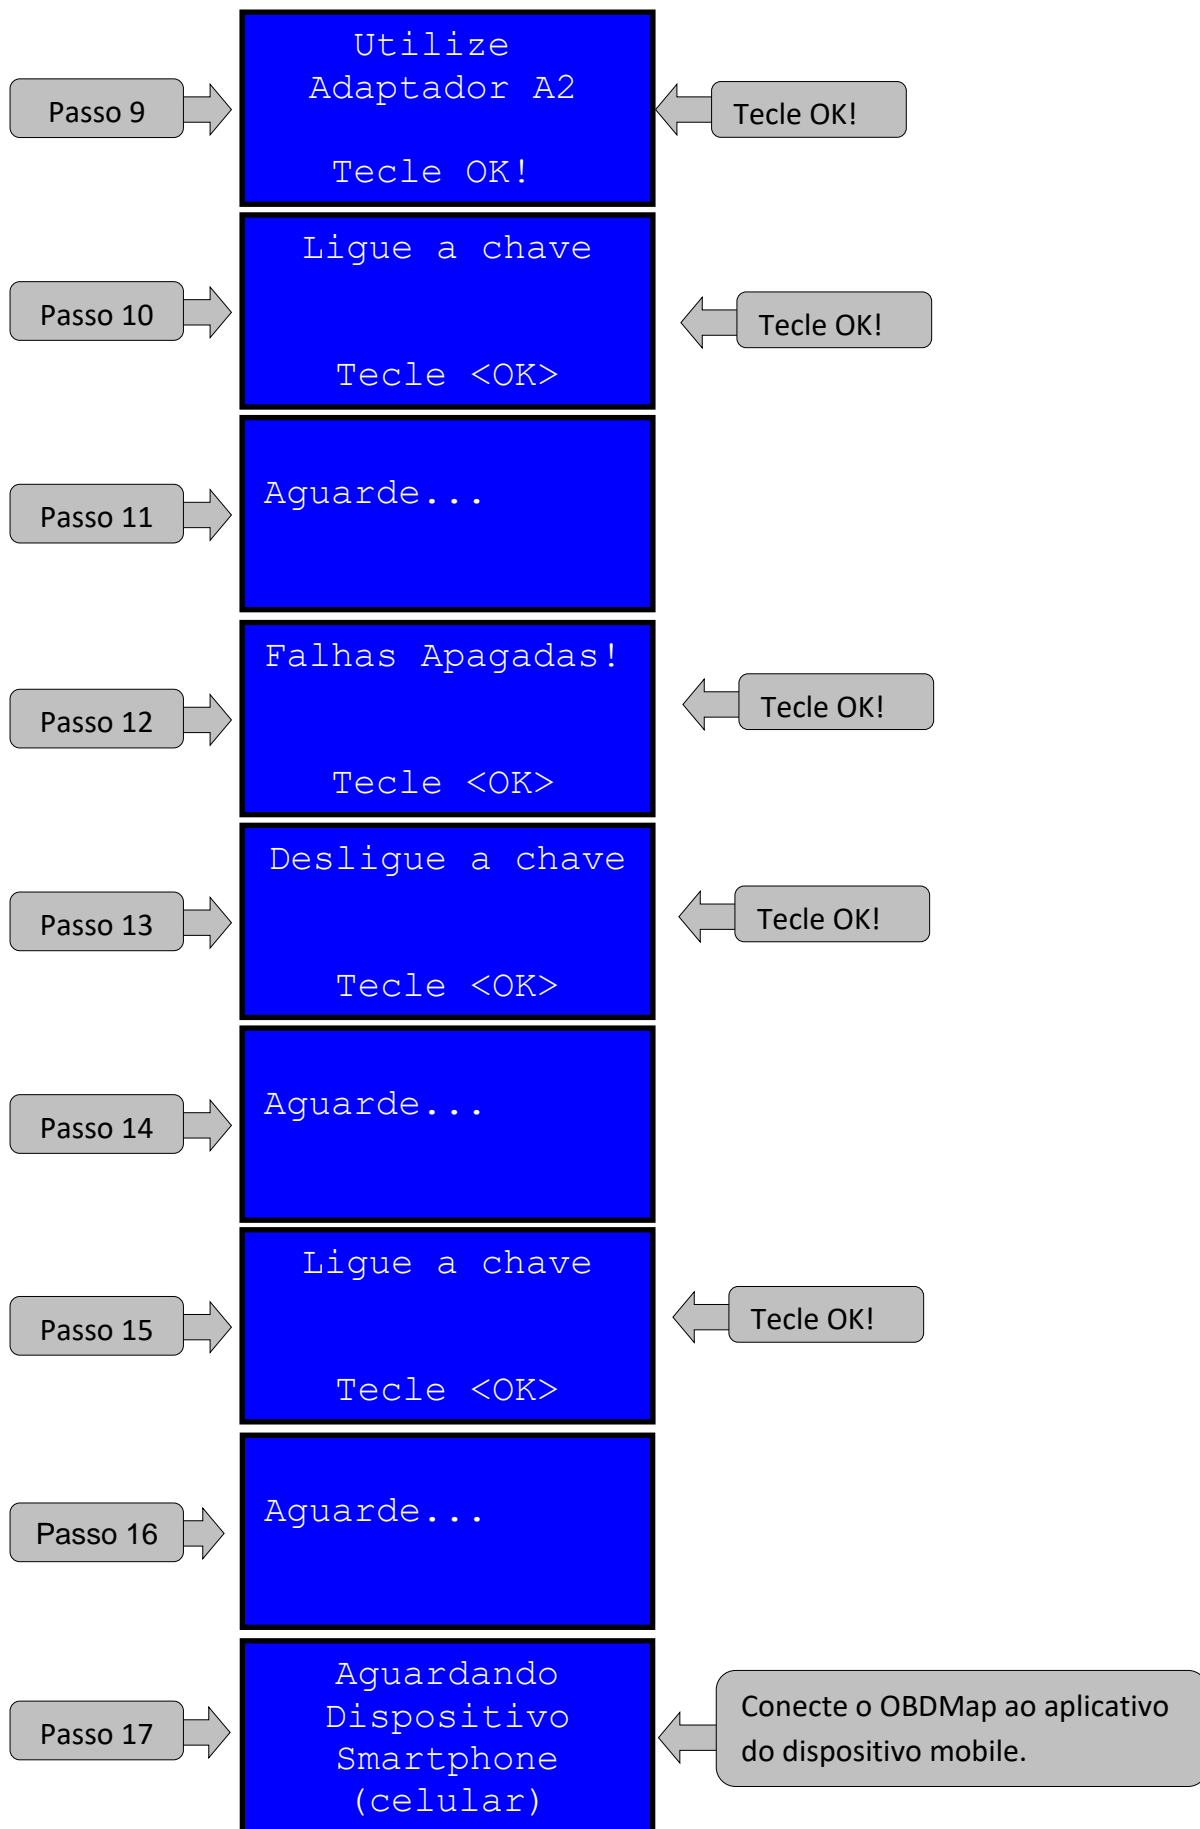 Passo 9
Utilize
Adaptador A2
Tecle OK!
Tecle OK!
Passo 10
Ligue a chave
Tecle <OK>
Tecle OK!
Passo 11
Aguarde...
Passo 12
Falhas Apagadas!
Tecle <OK>
Tecle OK!
Passo 13
Desligue a chave
Tecle <OK>
Tecle OK!
Passo 14
Aguarde...
Passo 15
Ligue a chave
Tecle <OK>
Tecle OK!
Passo 16
Aguarde...
Passo 17
Aguardando
Dispositivo
Smartphone
(celular)
Conecte o OBDMap ao aplicativo
do dispositivo mobile.